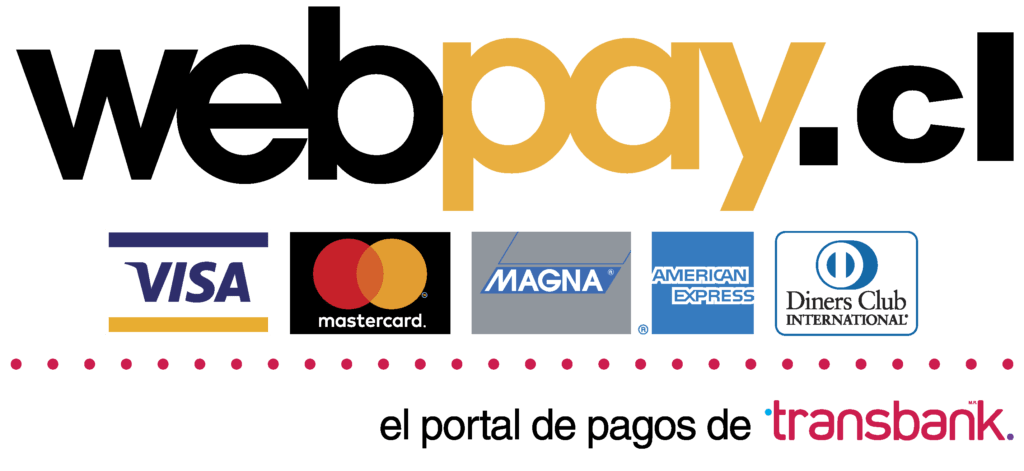 webpay.cl
VISA
mastercard.
MAGNA®
AMERICAN
EXPRESS®
Diners Club
INTERNATIONAL®
el portal de pagos de transbank.